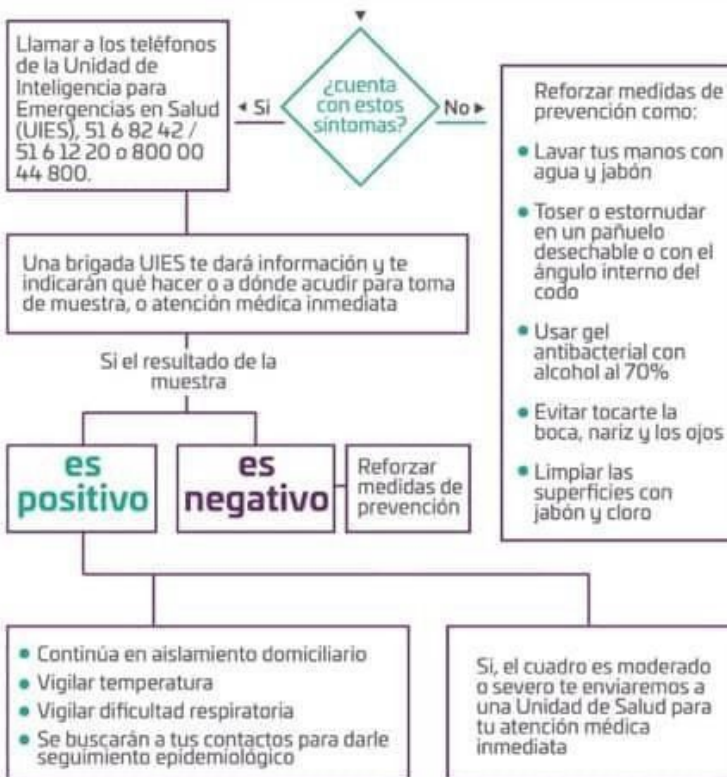 Llamar a los teléfonos
de la Unidad de
Inteligencia para
Emergencias en Salud
(UIES), 51 6 82 42 /
51 6 12 20 o 800 00
44 800.
Si
¿cuenta
con estos
síntomas?
No
Reforzar medidas de
prevención como:
Lavar tus manos con
agua y jabón
Toser o estornudar
en un pañuelo
desechable o con el
ángulo interno del
codo
Usar gel
antibacterial con
alcohol al 70%
Evitar tocarte la
boca, nariz y los ojos
Limpiar las
superficies con
jabón y cloro
Una brigada UIES te dará información y te
indicarán qué hacer o a dónde acudir para toma
de muestra, o atención médica inmediata
Si el resultado de la
muestra
es
positivo
es
negativo
Reforzar
medidas de
prevención
Continúa en aislamiento domiciliario
Vigilar temperatura
Vigilar dificultad respiratoria
Se buscarán a tus contactos para darle
seguimiento epidemiológico
Si, el cuadro es moderado
o severo te enviaremos a
una Unidad de Salud para
tu atención médica
inmediata